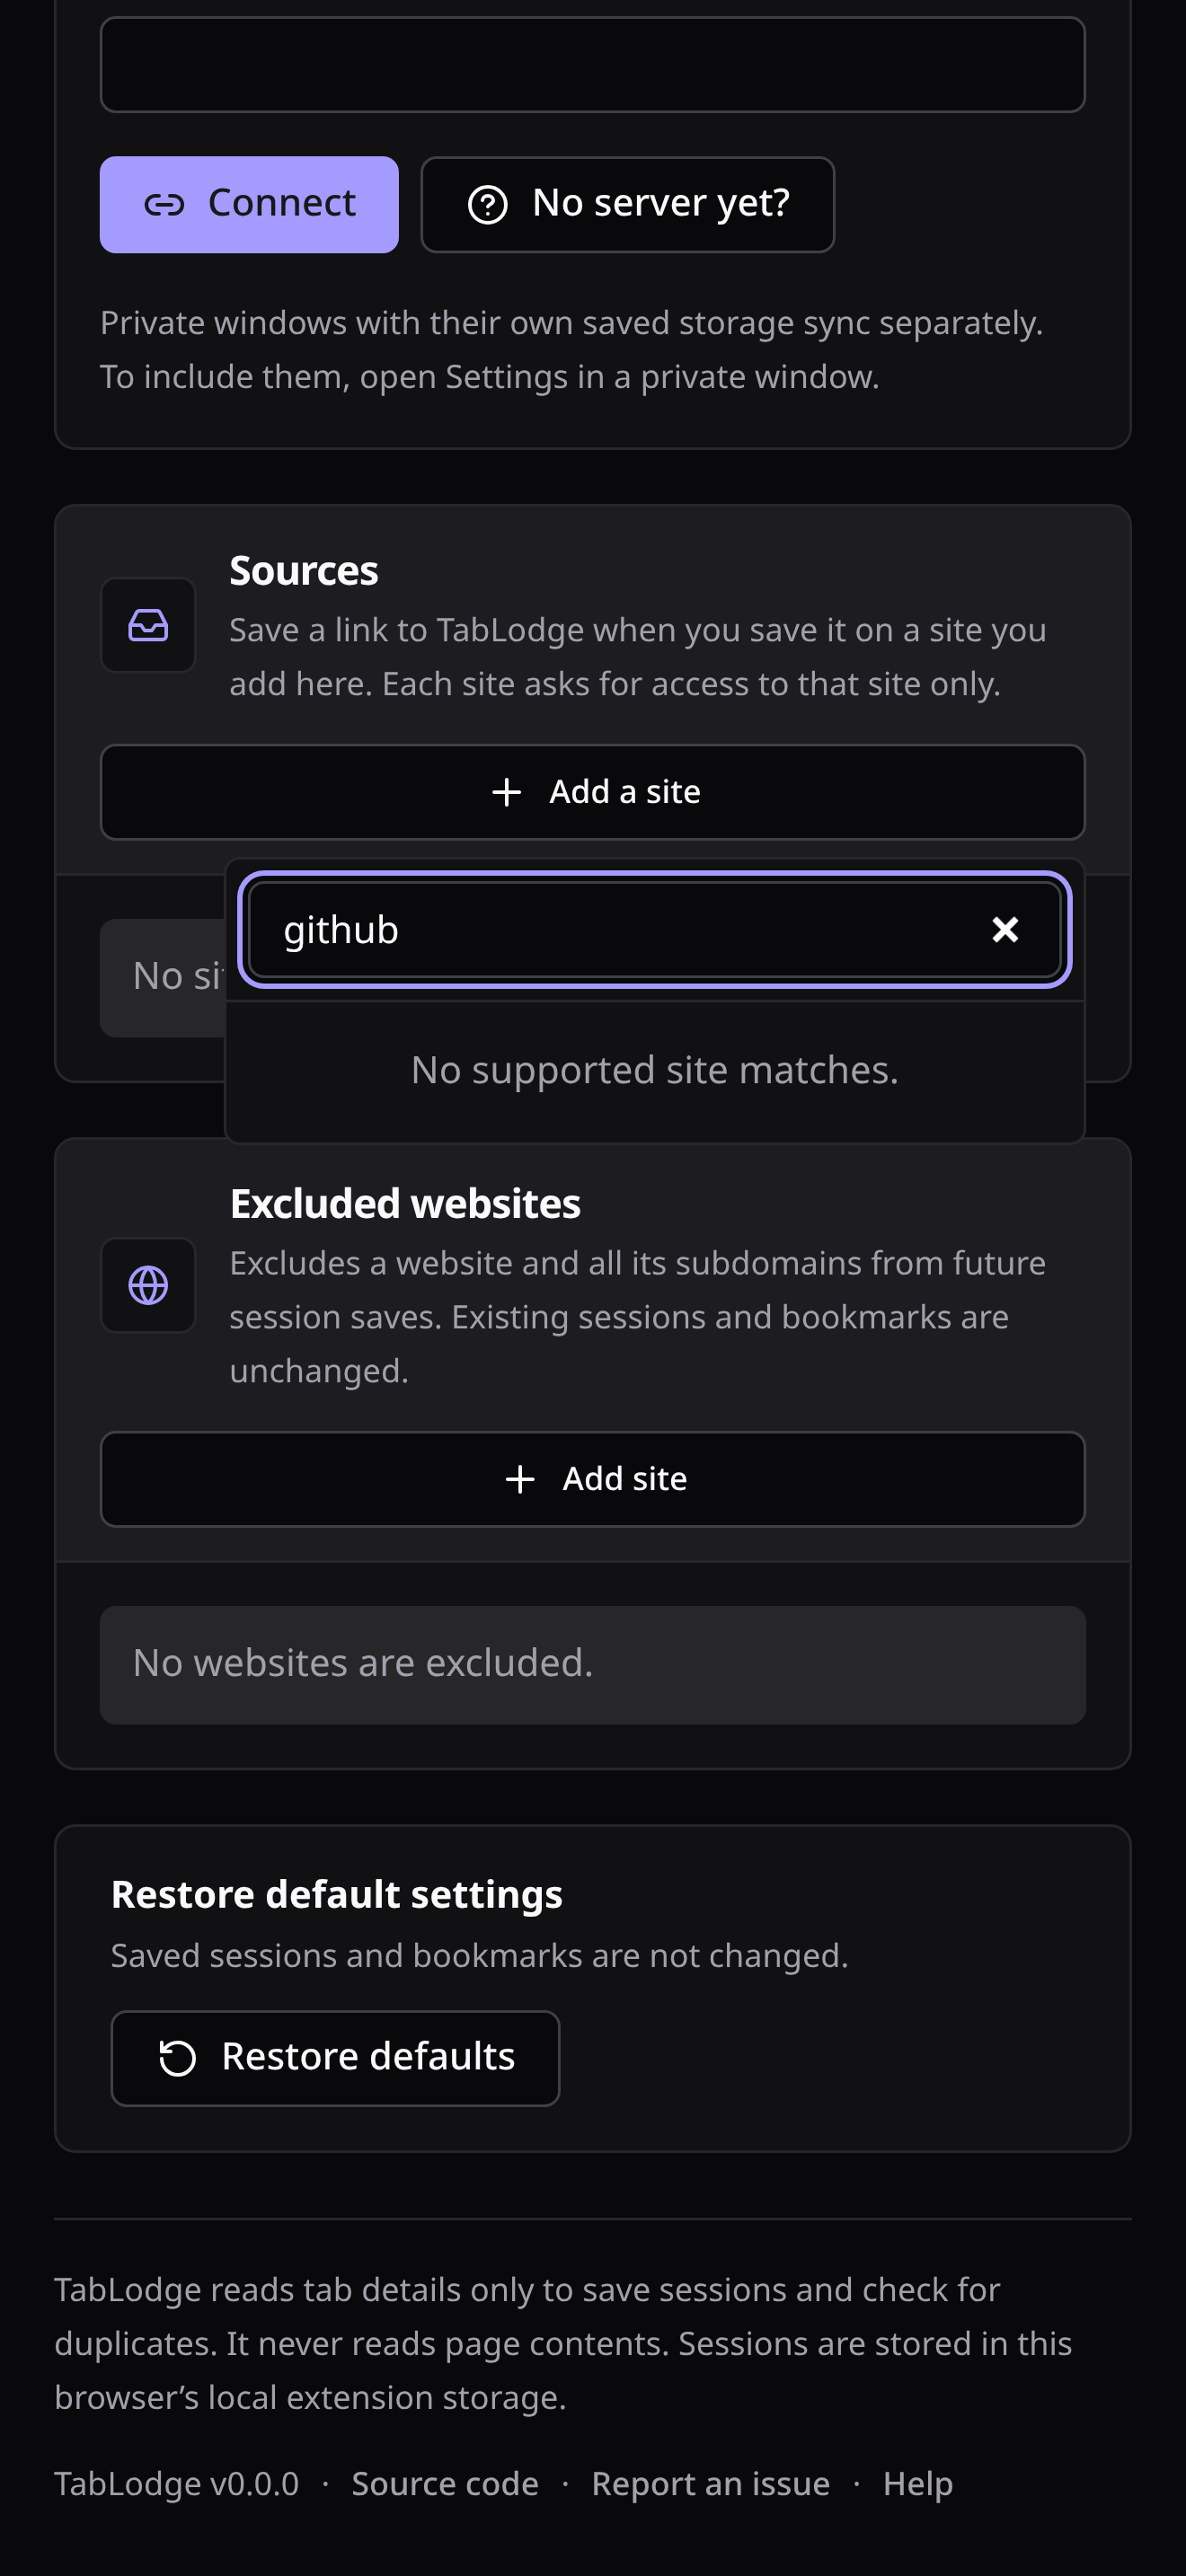 Connect
No server yet?
Private windows with their own saved storage sync separately.
To include them, open Settings in a private window.
Sources
Save a link to TabLodge when you save it on a site you
add here. Each site asks for access to that site only.
Add a site
github
No
No supported site matches.
Excluded websites
Excludes a website and all its subdomains from future
session saves. Existing sessions and bookmarks are
unchanged.
Add site
No websites are excluded.
Restore default settings
Saved sessions and bookmarks are not changed.
Restore defaults
TabLodge reads tab details only to save sessions and check for
duplicates. It never reads page contents. Sessions are stored in this
browser’s local extension storage.
TabLodge v0.0.0 · Source code · Report an issue · Help